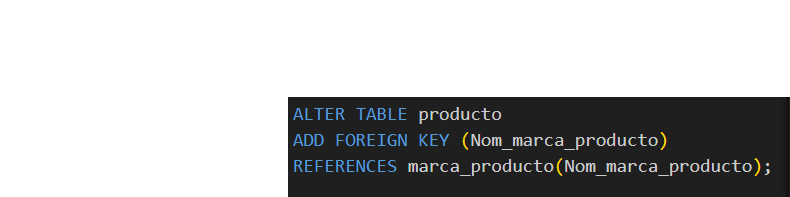 ALTER TABLE producto
ADD FOREIGN KEY (Nom_marca_producto)
REFERENCES marca_producto(Nom_marca_producto);